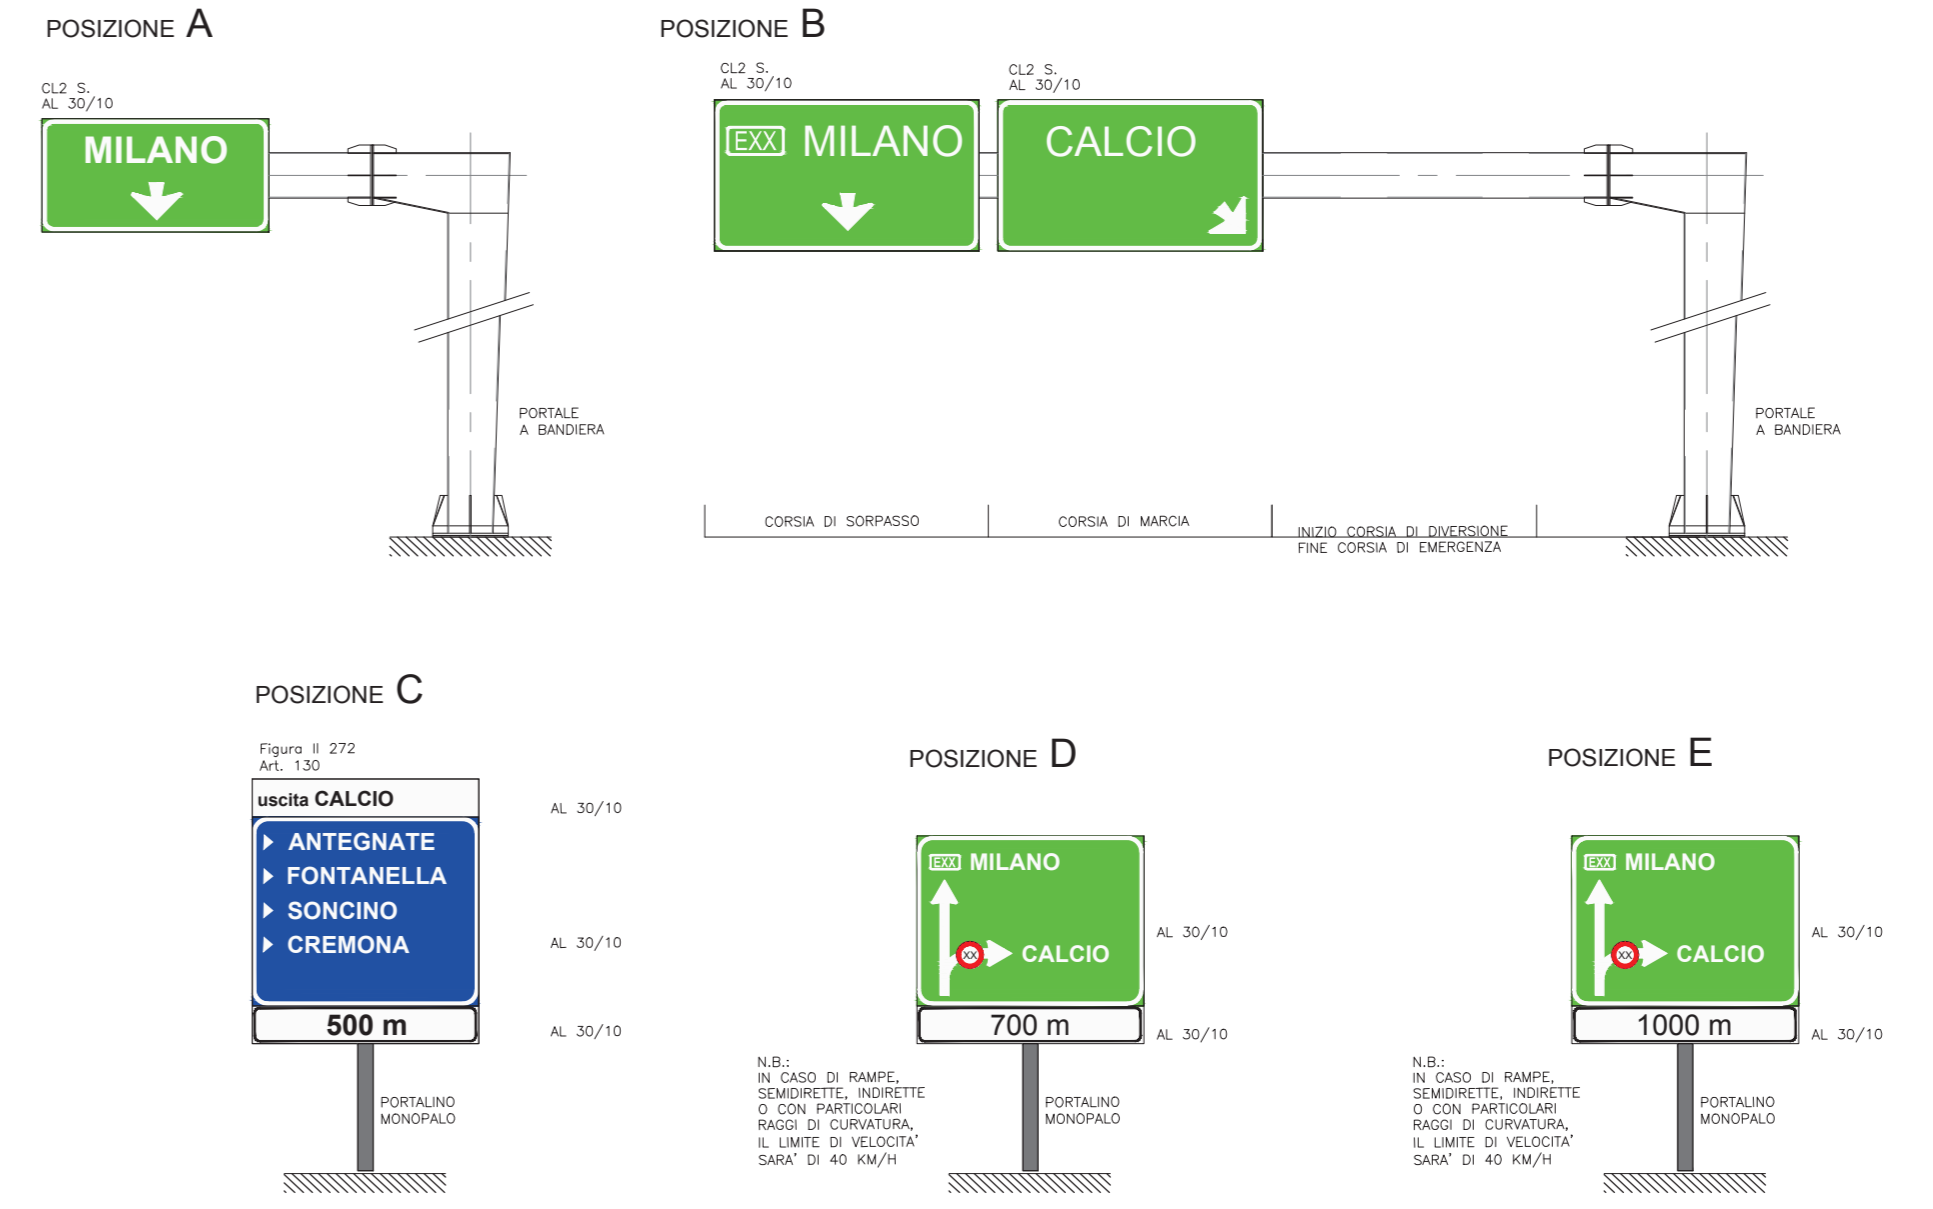 POSIZIONE A
CL2 S.
AL 30/10
MILANO
PORTALE
A BANDIERA
POSIZIONE B
CL2 S.
AL 30/10
CL2 S.
AL 30/10
EXX MILANO
CALCIO
PORTALE
A BANDIERA
CORSIA DI SORPASSO
CORSIA DI MARCIA
INIZIO CORSIA DI DIVERSIONE
FINE CORSIA DI EMERGENZA
POSIZIONE C
Figura II 272
Art. 130
uscita CALCIO
AL 30/10
ANTEGNATE
FONTANELLA
SONCINO
CREMONA
AL 30/10
500 m
AL 30/10
PORTALINO
MONOPALO
POSIZIONE D
EXX MILANO
XX CALCIO
AL 30/10
700 m
AL 30/10
N.B.:
IN CASO DI RAMPE,
SEMIDIRETTE, INDIRETTE
O CON PARTICOLARI
RAGGI DI CURVATURA,
IL LIMITE DI VELOCITA'
SARA' DI 40 KM/H
PORTALINO
MONOPALO
POSIZIONE E
EXX MILANO
XX CALCIO
AL 30/10
1000 m
AL 30/10
N.B.:
IN CASO DI RAMPE,
SEMIDIRETTE, INDIRETTE
O CON PARTICOLARI
RAGGI DI CURVATURA,
IL LIMITE DI VELOCITA'
SARA' DI 40 KM/H
PORTALINO
MONOPALO